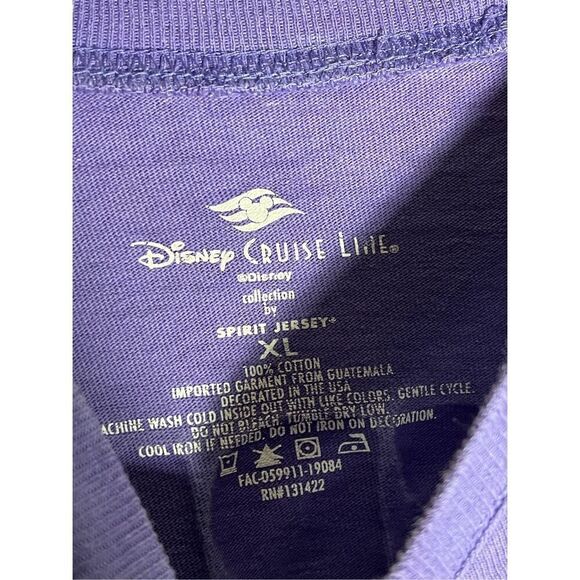 Disney Cruise Line®
©Disney
collection
by
SPIRIT JERSEY®
XL
100% COTTON
IMPORTED GARMENT FROM GUATEMALA
DECORATED IN THE USA
ACHINE WASH COLD INSIDE OUT WITH LIKE COLORS, GENTLE CYCLE.
DO NOT BLEACH. TUMBLE DRY LOW.
COOL IRON IF NEEDED. DO NOT IRON ON DECORATION.
FAC-059911-19084
RN#131422